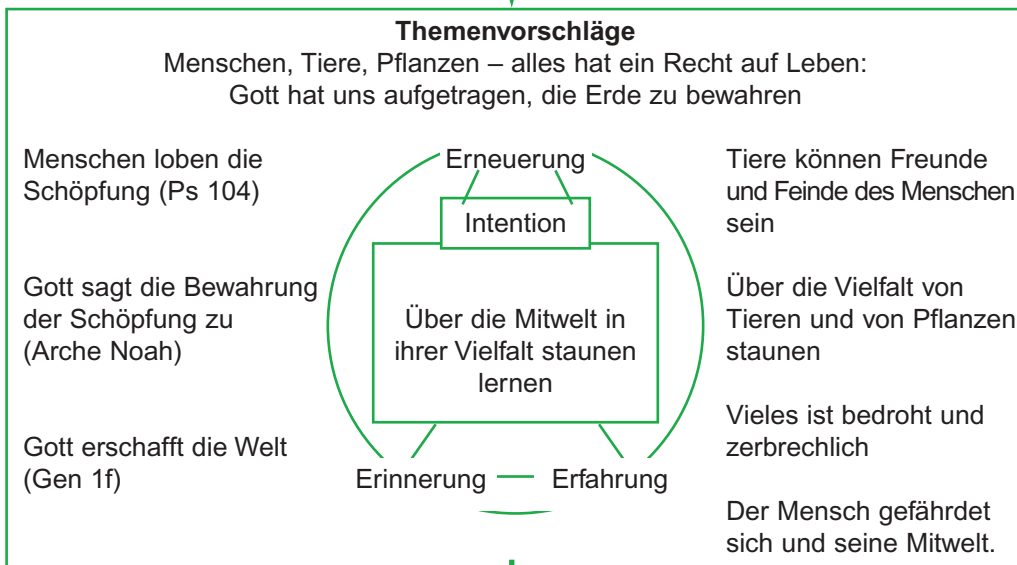 Themenvorschläge
Menschen, Tiere, Pflanzen – alles hat ein Recht auf Leben:
Gott hat uns aufgetragen, die Erde zu bewahren
Menschen loben die
Schöpfung (Ps 104)
Gott sagt die Bewahrung
der Schöpfung zu
(Arche Noah)
Gott erschafft die Welt
(Gen 1f)
Erneuerung
Intention
Über die Mitwelt in
ihrer Vielfalt staunen
lernen
Erinnerung
Erfahrung
Tiere können Freunde
und Feinde des Menschen
sein
Über die Vielfalt von
Tieren und von Pflanzen
staunen
Vieles ist bedroht und
zerbrechlich
Der Mensch gefährdet
sich und seine Mitwelt.